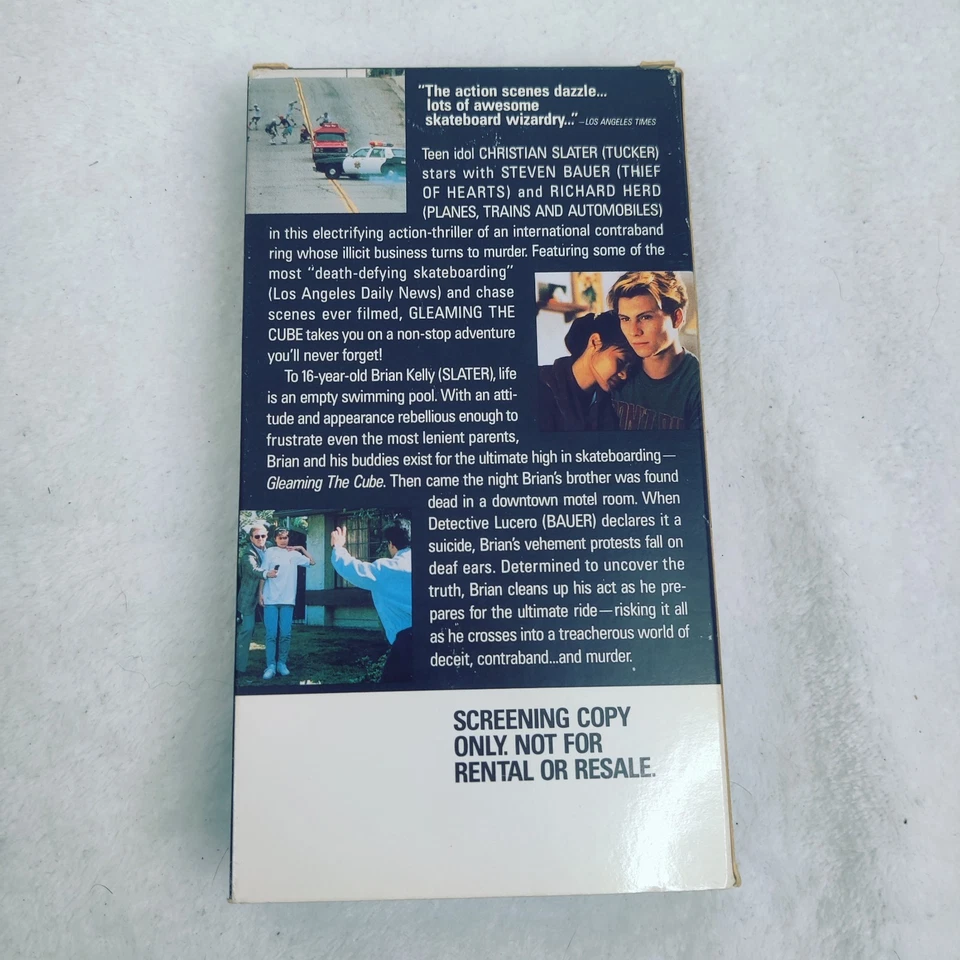 "The action scenes dazzle...
lots of awesome
skateboard wizardry..." –LOS ANGELES TIMES
Teen idol CHRISTIAN SLATER (TUCKER)
stars with STEVEN BAUER (THIEF
OF HEARTS) and RICHARD HERD
(PLANES, TRAINS AND AUTOMOBILES)
in this electrifying action-thriller of an international contraband
ring whose illicit business turns to murder. Featuring some of the
most "death-defying skateboarding"
(Los Angeles Daily News) and chase
scenes ever filmed, GLEAMING THE
CUBE takes you on a non-stop adventure
you'll never forget!
To 16-year-old Brian Kelly (SLATER), life
is an empty swimming pool. With an atti-
tude and appearance rebellious enough to
frustrate even the most lenient parents,
Brian and his buddies exist for the ultimate high in skateboarding—
Gleaming The Cube. Then came the night Brian's brother was found
dead in a downtown motel room. When
Detective Lucero (BAUER) declares it a
suicide, Brian's vehement protests fall on
deaf ears. Determined to uncover the
truth, Brian cleans up his act as he pre-
pares for the ultimate ride—risking it all
as he crosses into a treacherous world of
deceit, contraband...and murder.
SCREENING COPY
ONLY. NOT FOR
RENTAL OR RESALE.